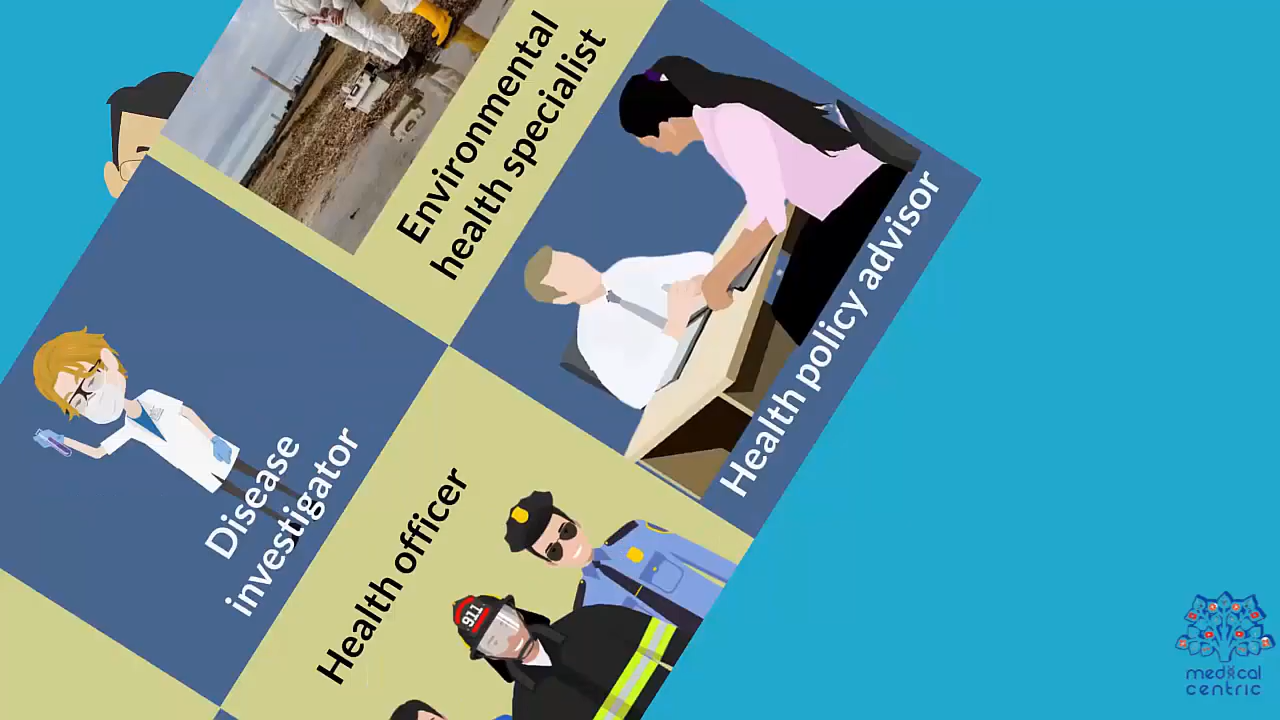 Environmental
health specialist
Health policy advisor
Disease
investigator
Health officer
911
medical
centric